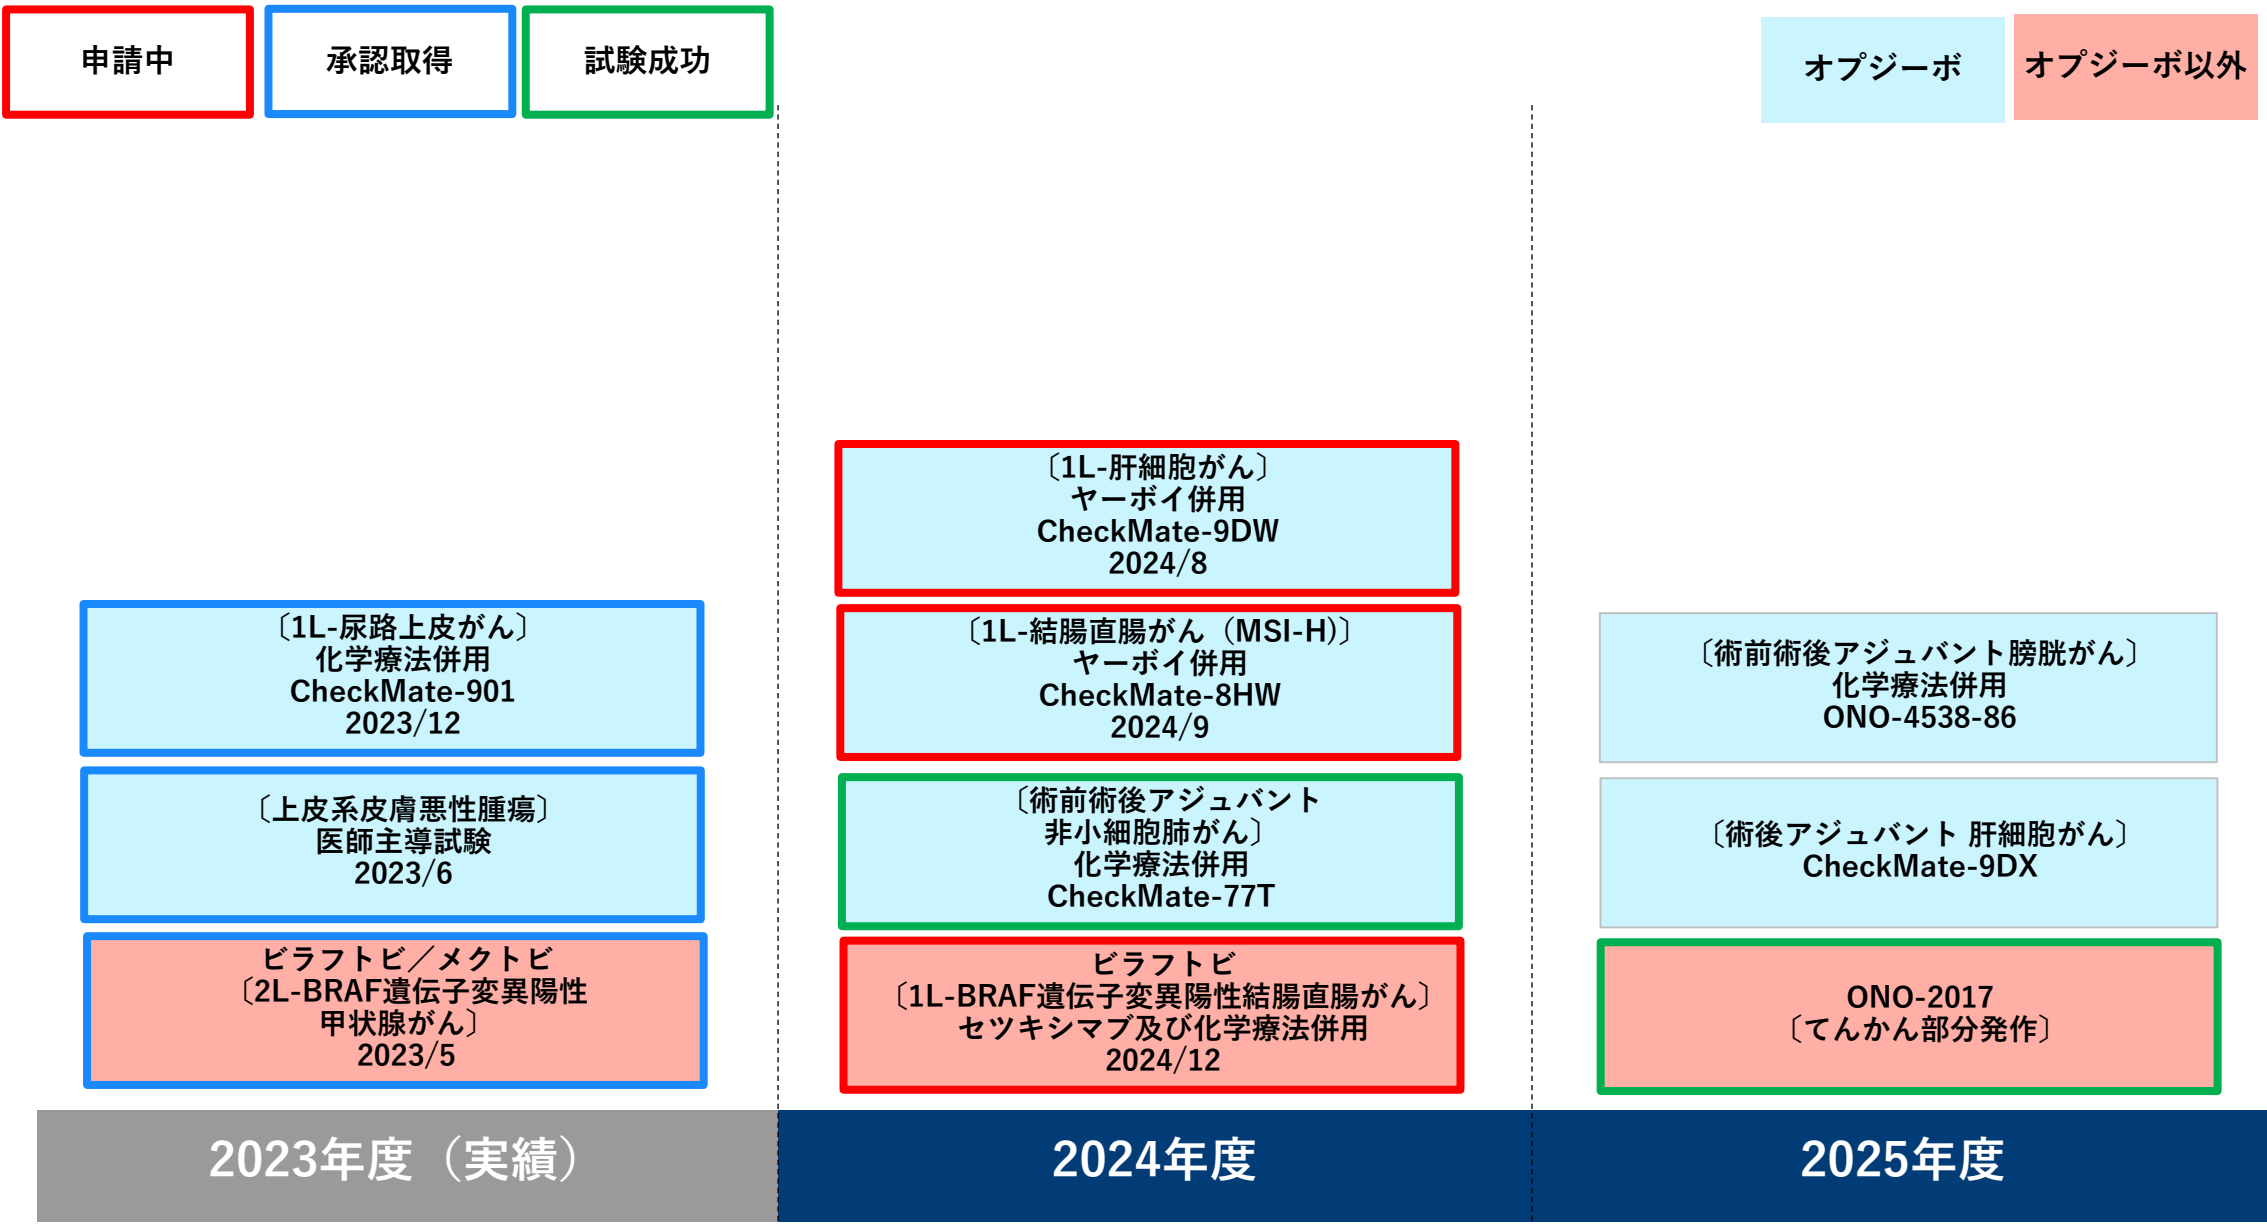 申請中
承認取得
試験成功
オプジーボ
オプジーボ以外
〔1L-尿路上皮がん〕
化学療法併用
CheckMate-901
2023/12
〔上皮系皮膚悪性腫瘍〕
医師主導試験
2023/6
ビラフトビ／メクトビ
〔2L-BRAF遺伝子変異陽性
甲状腺がん〕
2023/5
〔1L-肝細胞がん〕
ヤーボイ併用
CheckMate-9DW
2024/8
〔1L-結腸直腸がん（MSI-H)〕
ヤーボイ併用
CheckMate-8HW
2024/9
〔術前術後アジュバント
非小細胞肺がん〕
化学療法併用
CheckMate-77T
ビラフトビ
〔1L-BRAF遺伝子変異陽性結腸直腸がん〕
セツキシマブ及び化学療法併用
2024/12
〔術前術後アジュバント膀胱がん〕
化学療法併用
ONO-4538-86
〔術後アジュバント 肝細胞がん〕
CheckMate-9DX
ONO-2017
〔てんかん部分発作〕
2023年度（実績）
2024年度
2025年度